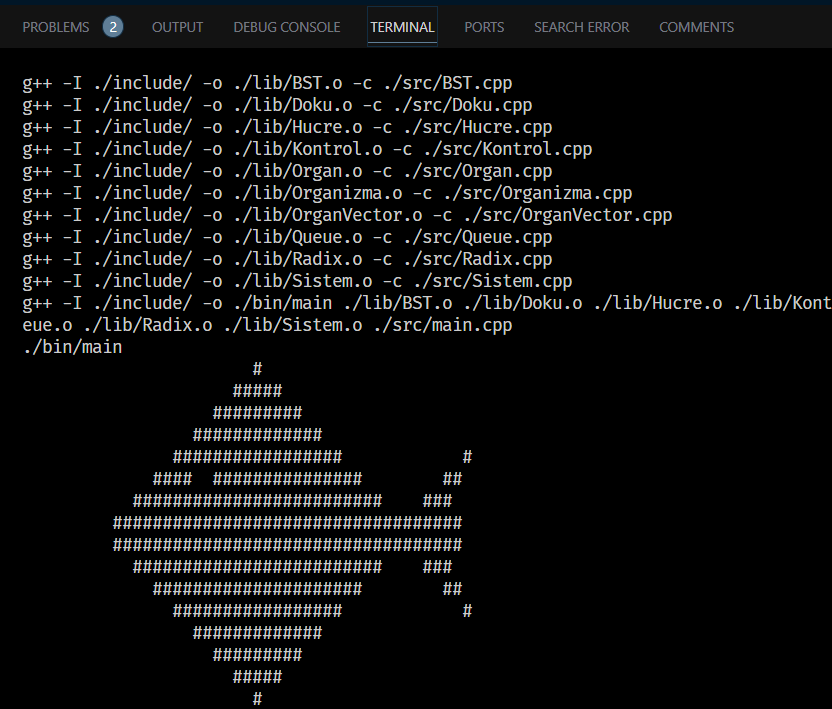 PROBLEMS 2 OUTPUT DEBUG CONSOLE TERMINAL PORTS SEARCH ERROR COMMENTS
g++ -I ./include/ -o ./lib/BST.o -c ./src/BST.cpp
g++ -I ./include/ -o ./lib/Doku.o -c ./src/Doku.cpp
g++ -I ./include/ -o ./lib/Hucre.o -c ./src/Hucre.cpp
g++ -I ./include/ -o ./lib/Kontrol.o -c ./src/Kontrol.cpp
g++ -I ./include/ -o ./lib/Organ.o -c ./src/Organ.cpp
g++ -I ./include/ -o ./lib/Organizma.o -c ./src/Organizma.cpp
g++ -I ./include/ -o ./lib/OrganVector.o -c ./src/OrganVector.cpp
g++ -I ./include/ -o ./lib/Queue.o -c ./src/Queue.cpp
g++ -I ./include/ -o ./lib/Radix.o -c ./src/Radix.cpp
g++ -I ./include/ -o ./lib/Sistem.o -c ./src/Sistem.cpp
g++ -I ./include/ -o ./bin/main ./lib/BST.o ./lib/Doku.o ./lib/Hucre.o ./lib/Kont
eue.o ./lib/Radix.o ./lib/Sistem.o ./src/main.cpp
./bin/main
                       #
                     #####
                   #########
                 #############
               #################            #
             ####  ###############        ##
           #########################    ###
         ###################################
         ###################################
           #########################    ###
             #####################        ##
               #################            #
                 #############
                   #########
                     #####
                       #